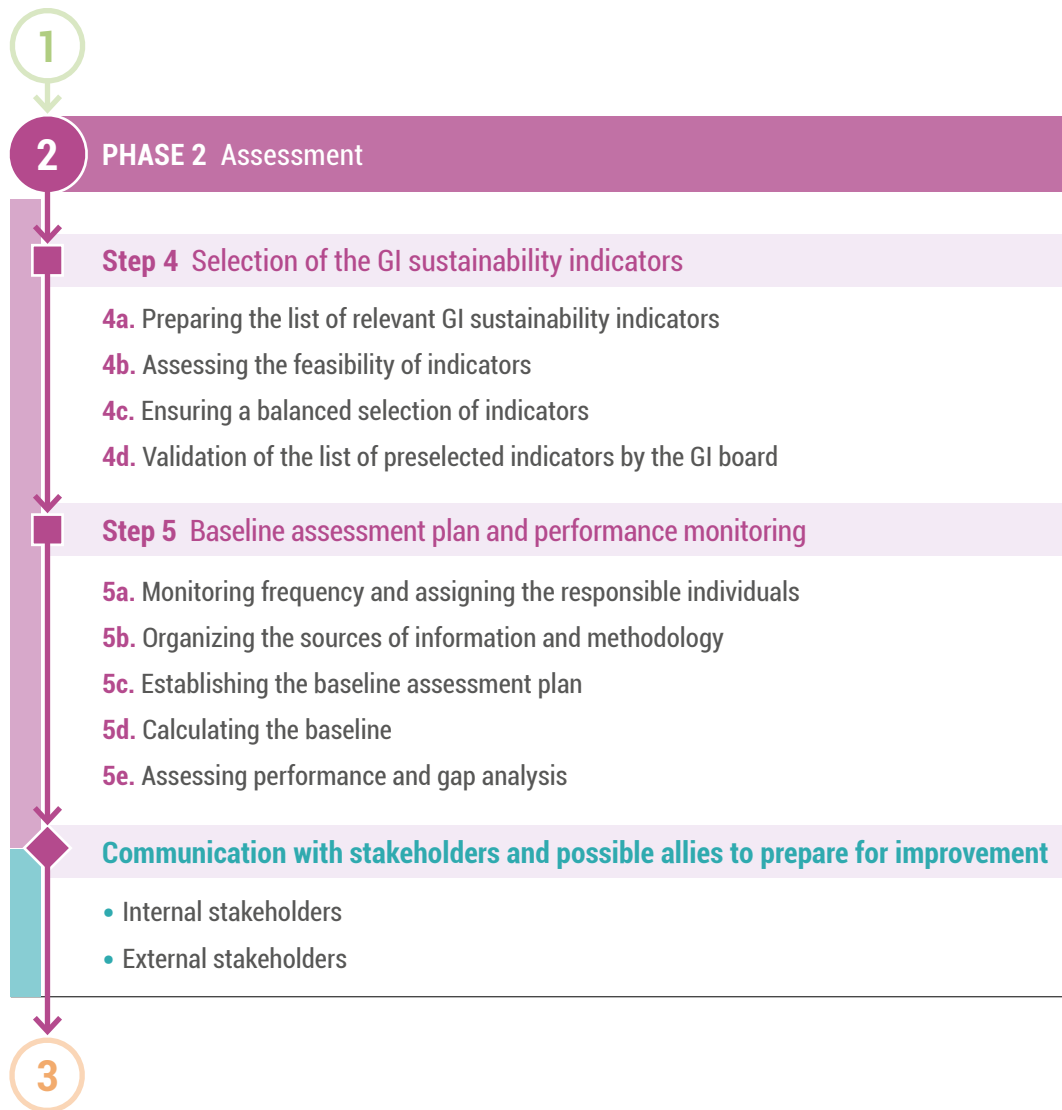 1
2 PHASE 2 Assessment
Step 4 Selection of the GI sustainability indicators
4a. Preparing the list of relevant GI sustainability indicators
4b. Assessing the feasibility of indicators
4c. Ensuring a balanced selection of indicators
4d. Validation of the list of preselected indicators by the GI board
Step 5 Baseline assessment plan and performance monitoring
5a. Monitoring frequency and assigning the responsible individuals
5b. Organizing the sources of information and methodology
5c. Establishing the baseline assessment plan
5d. Calculating the baseline
5e. Assessing performance and gap analysis
Communication with stakeholders and possible allies to prepare for improvement
• Internal stakeholders
• External stakeholders
3